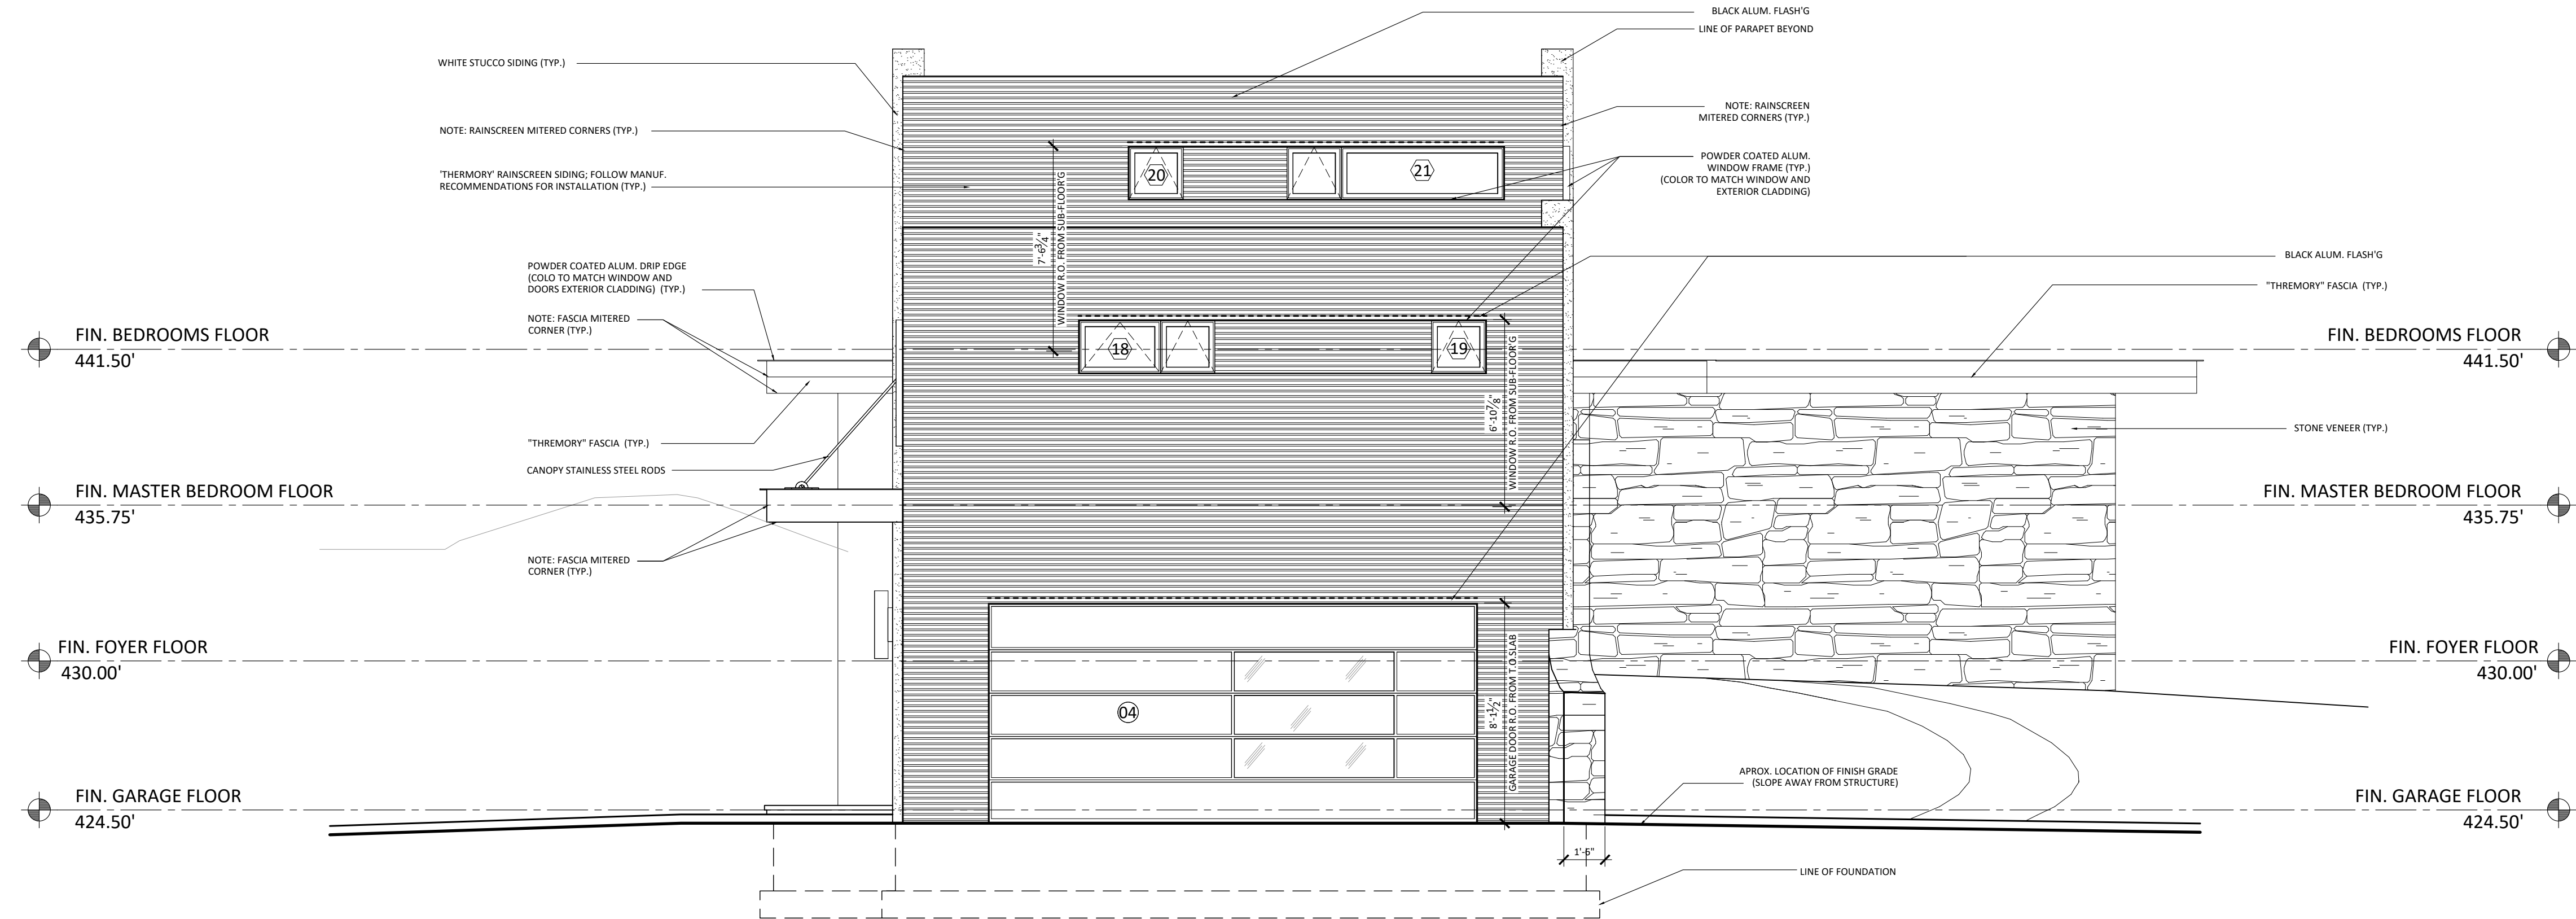 BLACK ALUM. FLASH'G
LINE OF PARAPET BEYOND
WHITE STUCCO SIDING (TYP.)
NOTE: RAINSCREEN
MITERED CORNERS (TYP.)
NOTE: RAINSCREEN MITERED CORNERS (TYP.)
'THERMORY' RAINSCREEN SIDING; FOLLOW MANUF.
RECOMMENDATIONS FOR INSTALLATION (TYP.)
POWDER COATED ALUM.
WINDOW FRAME (TYP.)
(COLOR TO MATCH WINDOW AND
EXTERIOR CLADDING)
20
21
7'-6¾"
WINDOW R.O. FROM SUB-FLOOR'G
POWDER COATED ALUM. DRIP EDGE
(COLO TO MATCH WINDOW AND
DOORS EXTERIOR CLADDING) (TYP.)
BLACK ALUM. FLASH'G
"THREMORY" FASCIA (TYP.)
NOTE: FASCIA MITERED
CORNER (TYP.)
FIN. BEDROOMS FLOOR
441.50'
18
19
FIN. BEDROOMS FLOOR
441.50'
6'-10⅞"
WINDOW R.O. FROM SUB-FLOOR'G
"THREMORY" FASCIA (TYP.)
STONE VENEER (TYP.)
CANOPY STAINLESS STEEL RODS
FIN. MASTER BEDROOM FLOOR
435.75'
FIN. MASTER BEDROOM FLOOR
435.75'
NOTE: FASCIA MITERED
CORNER (TYP.)
FIN. FOYER FLOOR
430.00'
FIN. FOYER FLOOR
430.00'
04
8'-1½"
GARAGE DOOR R.O. FROM T.O.SLAB
APROX. LOCATION OF FINISH GRADE
(SLOPE AWAY FROM STRUCTURE)
FIN. GARAGE FLOOR
424.50'
FIN. GARAGE FLOOR
424.50'
1'-6"
LINE OF FOUNDATION